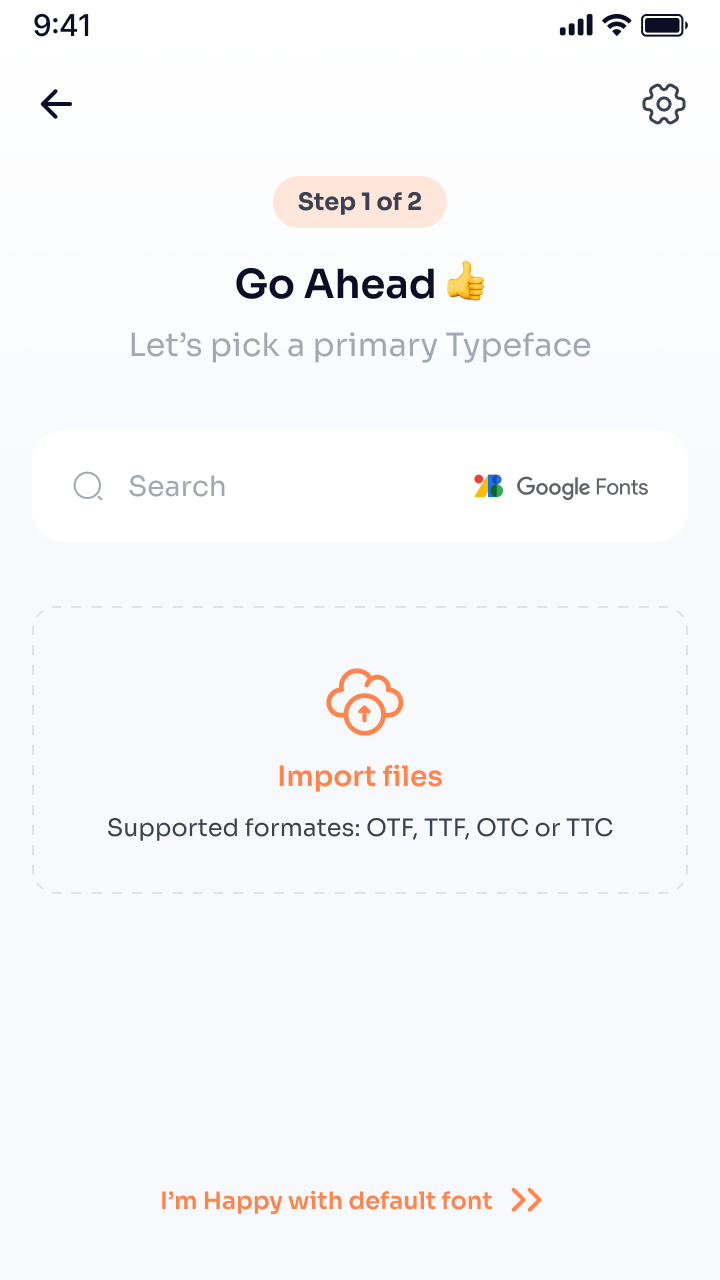 9:41
Step 1 of 2
Go Ahead 👍
Let’s pick a primary Typeface
Search
Google Fonts
Import files
Supported formates: OTF, TTF, OTC or TTC
I’m Happy with default font